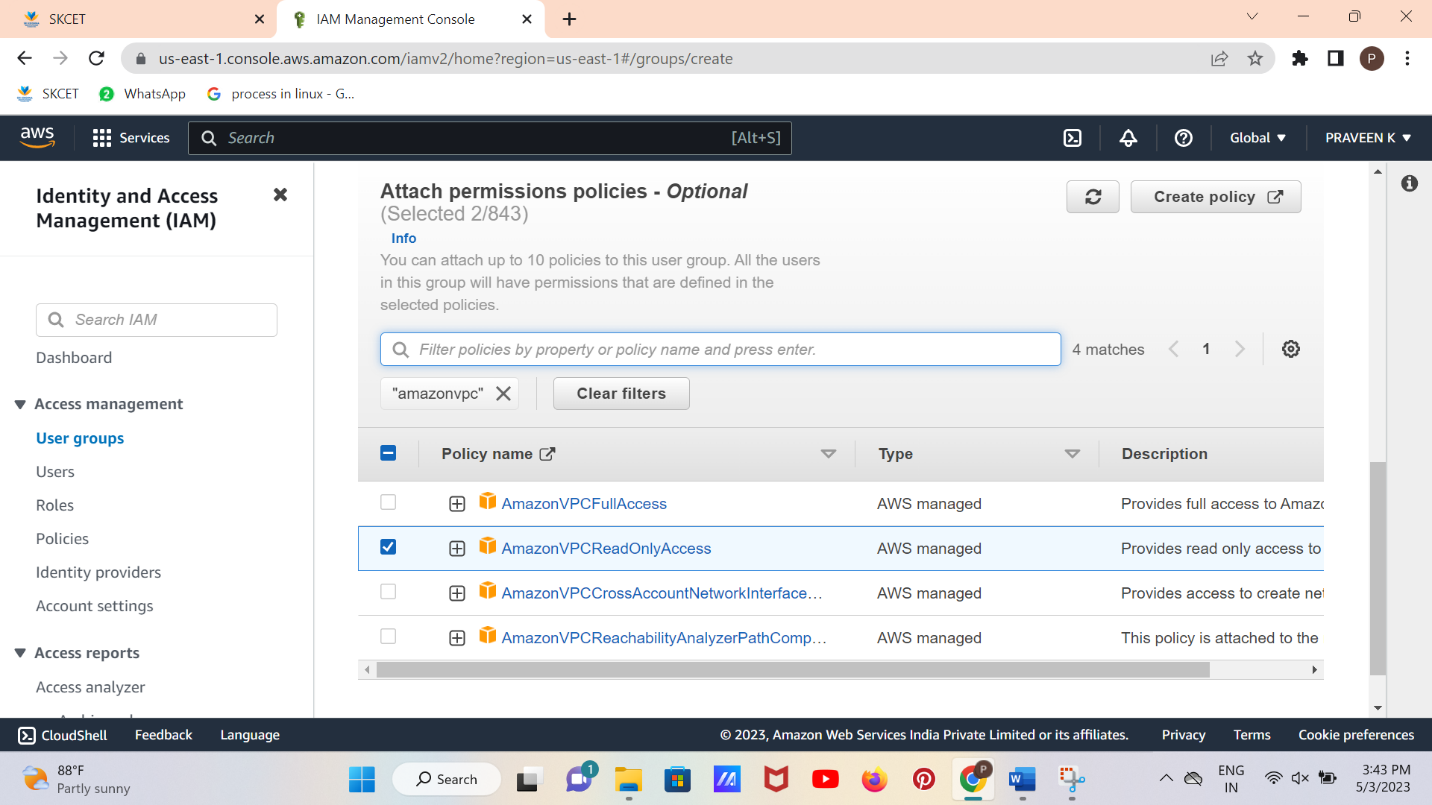 SKCET
IAM Management Console
us-east-1.console.aws.amazon.com/iamv2/home?region=us-east-1#/groups/create
P
SKCET
2
WhatsApp
process in linux - G...
aws
Services
Search
[Alt+S]
Global
PRAVEEN K
Identity and Access
Management (IAM)
Search IAM
Dashboard
Access management
User groups
Users
Roles
Policies
Identity providers
Account settings
Access reports
Access analyzer
Attach permissions policies - Optional
(Selected 2/843)
Info
Create policy
You can attach up to 10 policies to this user group. All the users
in this group will have permissions that are defined in the
selected policies.
Filter policies by property or policy name and press enter.
4 matches
1
"amazonvpc"
Clear filters
Policy name Type Description
AmazonVPCFullAccess AWS managed Provides full access to Amazo
AmazonVPCReadOnlyAccess AWS managed Provides read only access to
AmazonVPCCrossAccountNetworkInterface... AWS managed Provides access to create net
AmazonVPCReachabilityAnalyzerPathComp... AWS managed This policy is attached to the
CloudShell
Feedback
Language
© 2023, Amazon Web Services India Private Limited or its affiliates.
Privacy
Terms
Cookie preferences
88°F
Partly sunny
Search
1
P
ENG
IN
3:43 PM
5/3/2023